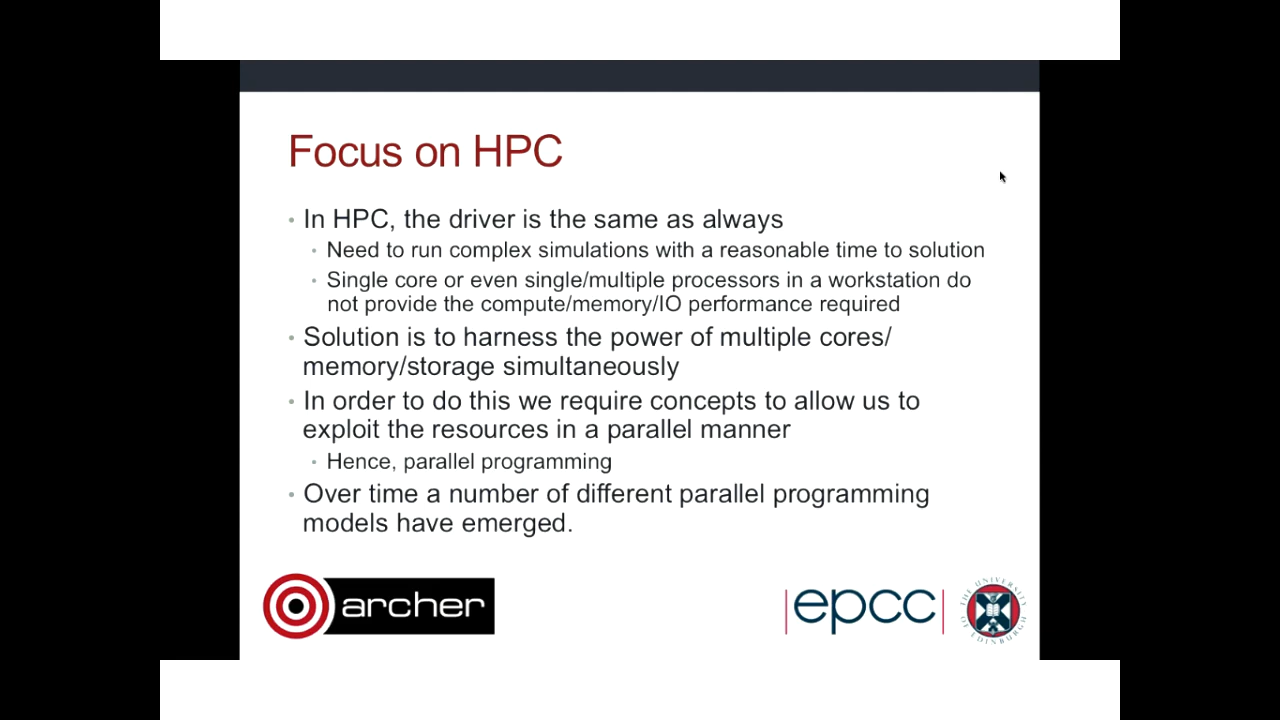 Focus on HPC
• In HPC, the driver is the same as always
• Need to run complex simulations with a reasonable time to solution
• Single core or even single/multiple processors in a workstation do
not provide the compute/memory/IO performance required
• Solution is to harness the power of multiple cores/
memory/storage simultaneously
• In order to do this we require concepts to allow us to
exploit the resources in a parallel manner
• Hence, parallel programming
• Over time a number of different parallel programming
models have emerged.
archer
|epcc|
THE UNIVERSITY
OF EDINBURGH